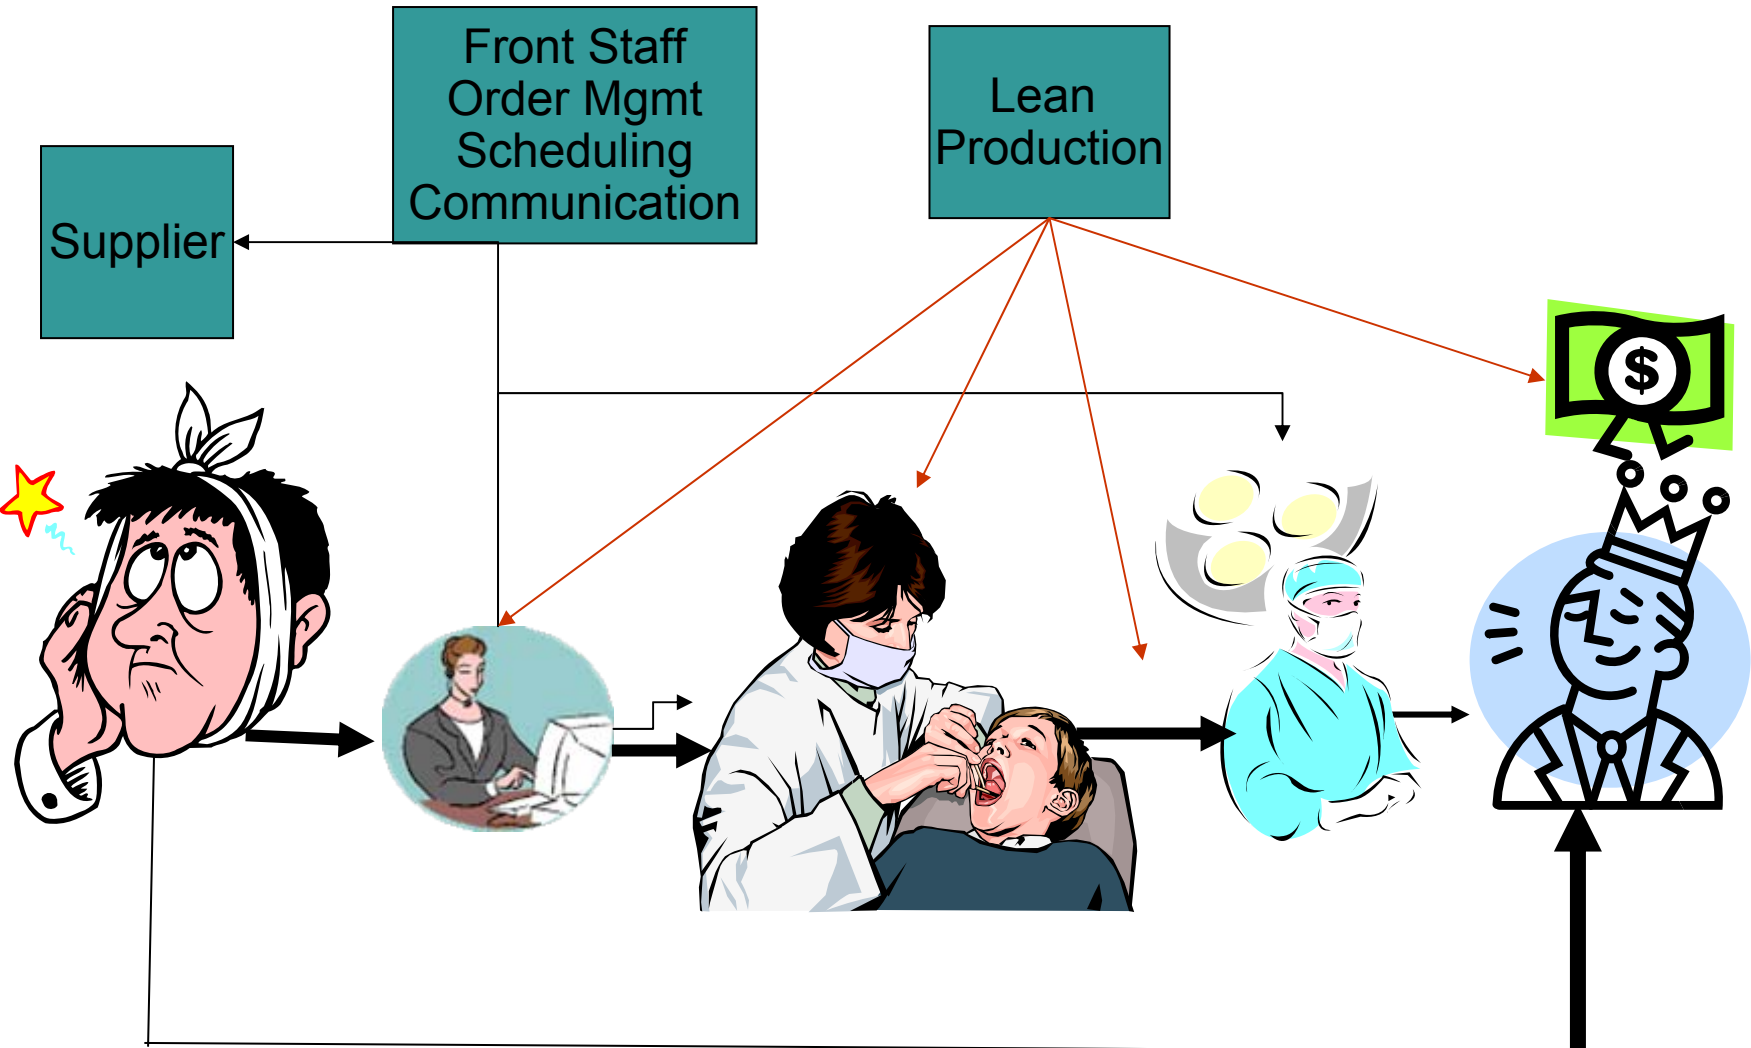 Front Staff
Order Mgmt
Scheduling
Communication
Lean
Production
Supplier
$